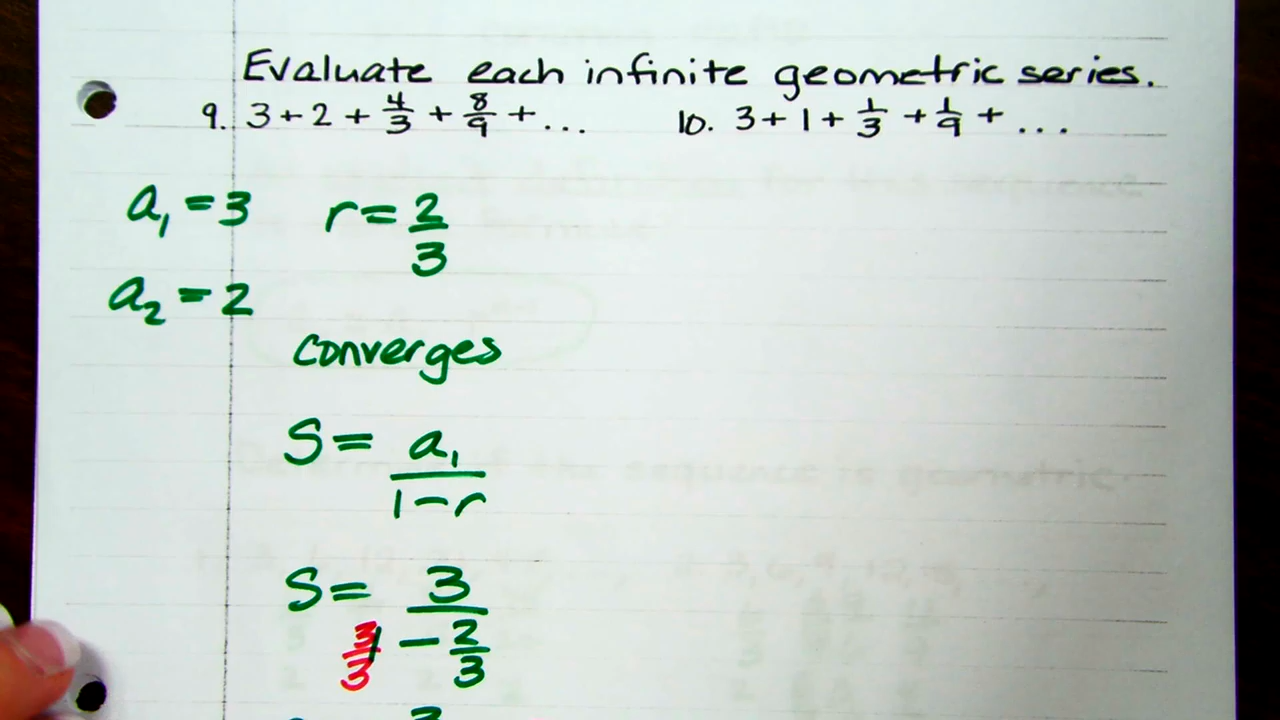 Evaluate each infinite geometric series.
9. 3 + 2 + 4/3 + 8/9 + ...
10. 3 + 1 + 1/3 + 1/9 + ...
a₁ = 3 r = 2/3
a₂ = 2
converges
S = a₁/(1 - r)
S = 3/(3/3 - 2/3)